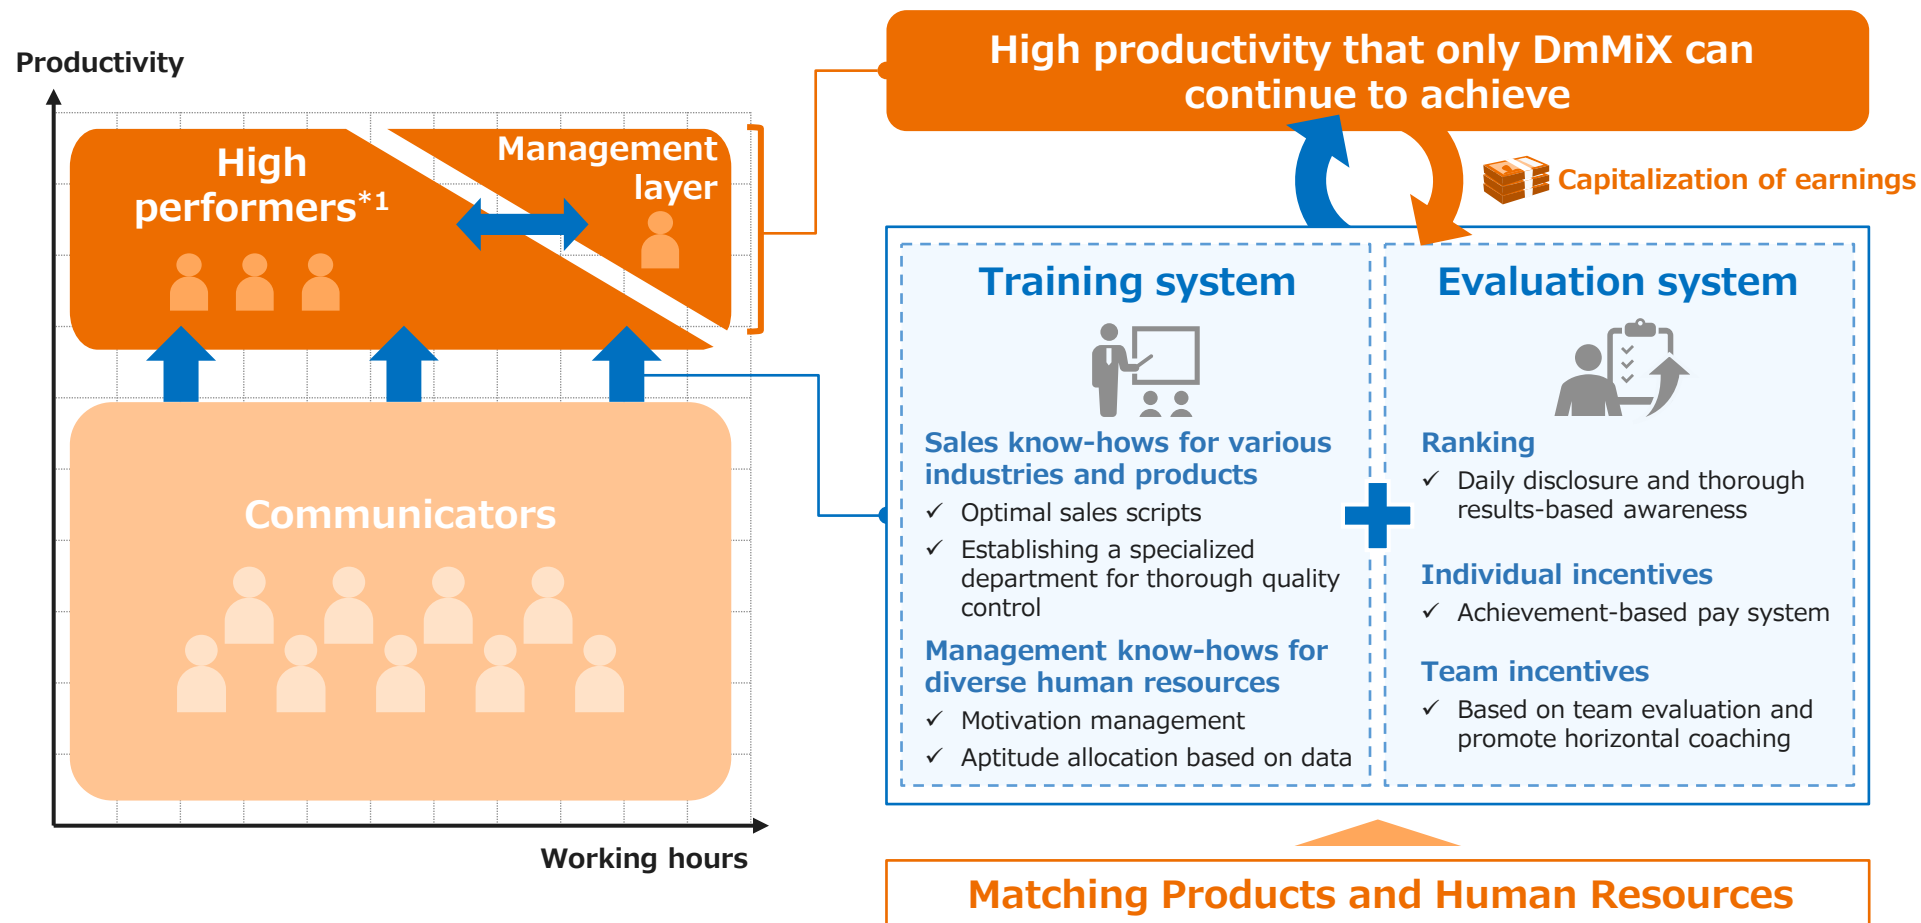 Productivity
High
performers*1
Management
layer
Communicators
Working hours
High productivity that only DmMiX can
continue to achieve
Capitalization of earnings
Training system
Sales know-hows for various
industries and products
✓ Optimal sales scripts
✓ Establishing a specialized
department for thorough quality
control
Management know-hows for
diverse human resources
✓ Motivation management
✓ Aptitude allocation based on data
Evaluation system
Ranking
✓ Daily disclosure and thorough
results-based awareness
Individual incentives
✓ Achievement-based pay system
Team incentives
✓ Based on team evaluation and
promote horizontal coaching
Matching Products and Human Resources